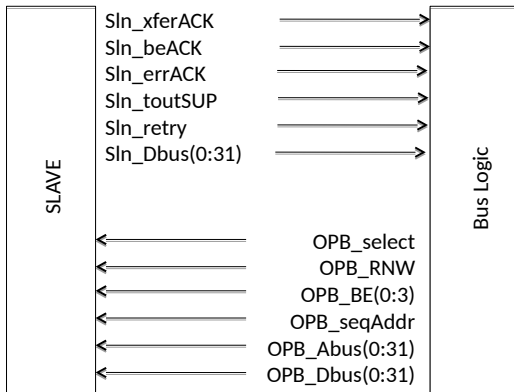 Sln_xferACK
Sln_beACK
Sln_errACK
Sln_toutSUP
Sln_retry
Sln_Dbus(0:31)
SLAVE
Bus Logic
OPB_select
OPB_RNW
OPB_BE(0:3)
OPB_seqAddr
OPB_Abus(0:31)
OPB_Dbus(0:31)